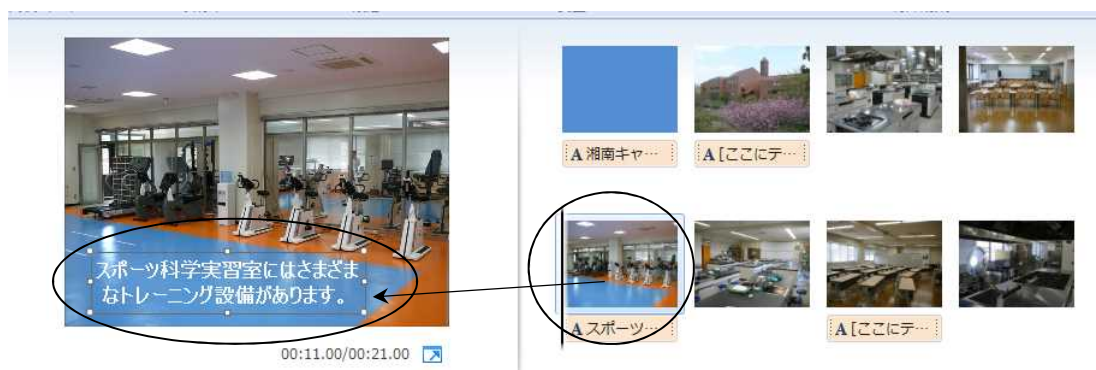 スポーツ科学実習室にはさまざま
なトレーニング設備があります。
00:11.00/00:21.00
A 湘南キャ…
A [ここにテ…
A スポーツ…
A [ここにテ…